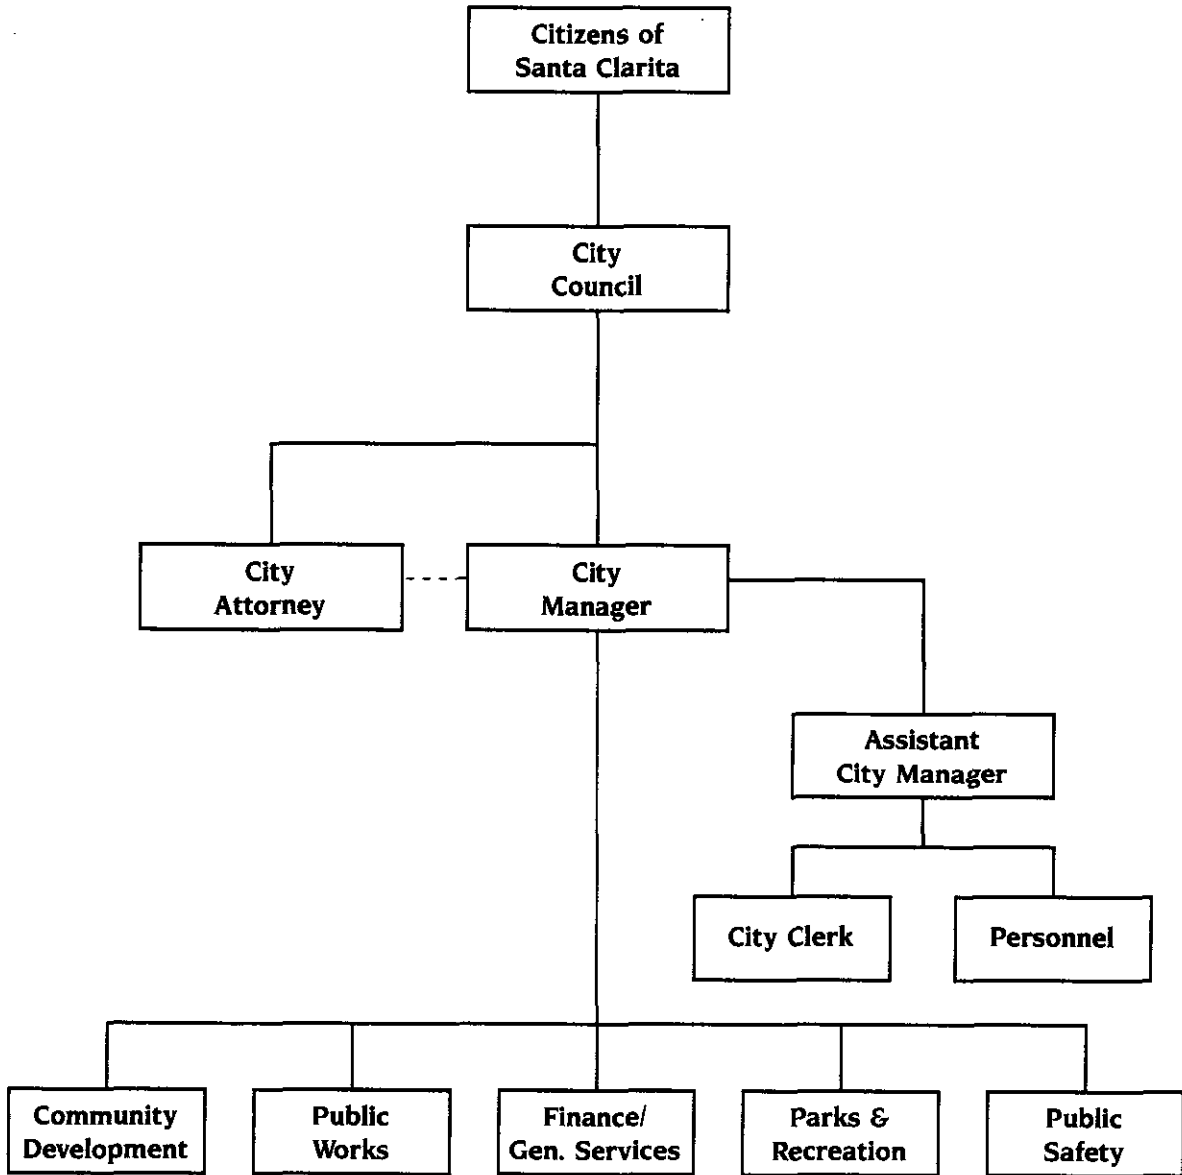 Citizens of
Santa Clarita
City
Council
City
Attorney
City
Manager
Assistant
City Manager
City Clerk
Personnel
Community
Development
Public
Works
Finance/
Gen. Services
Parks &
Recreation
Public
Safety